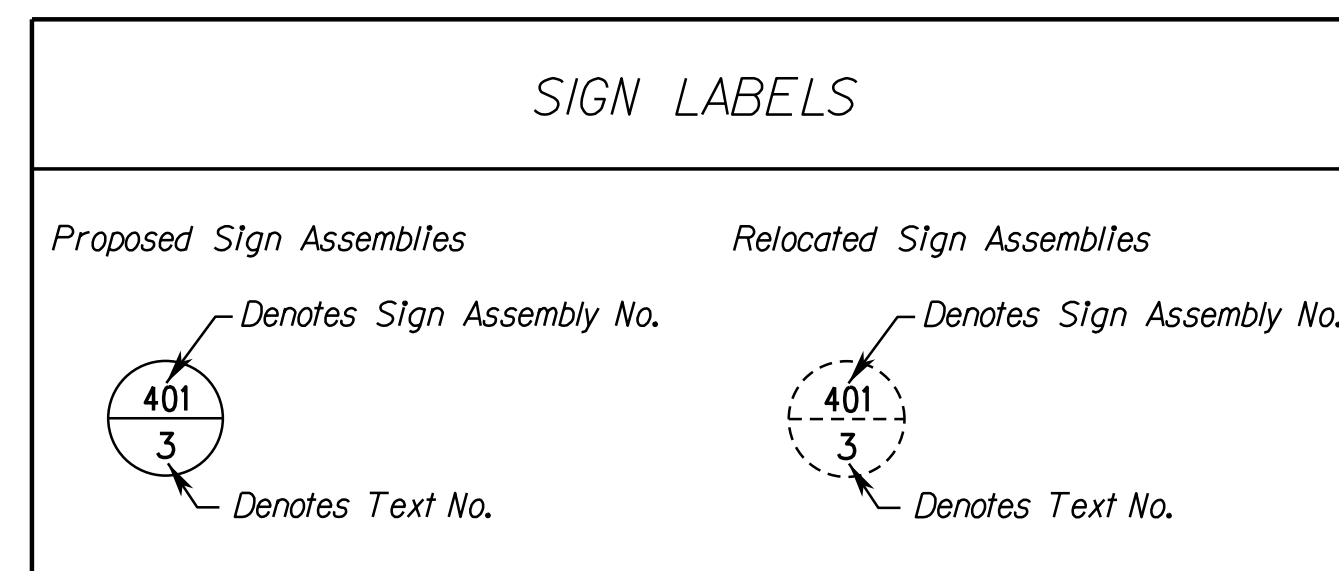 SIGN LABELS
Proposed Sign Assemblies
Denotes Sign Assembly No.
401
3
Denotes Text No.
Relocated Sign Assemblies
Denotes Sign Assembly No.
401
3
Denotes Text No.